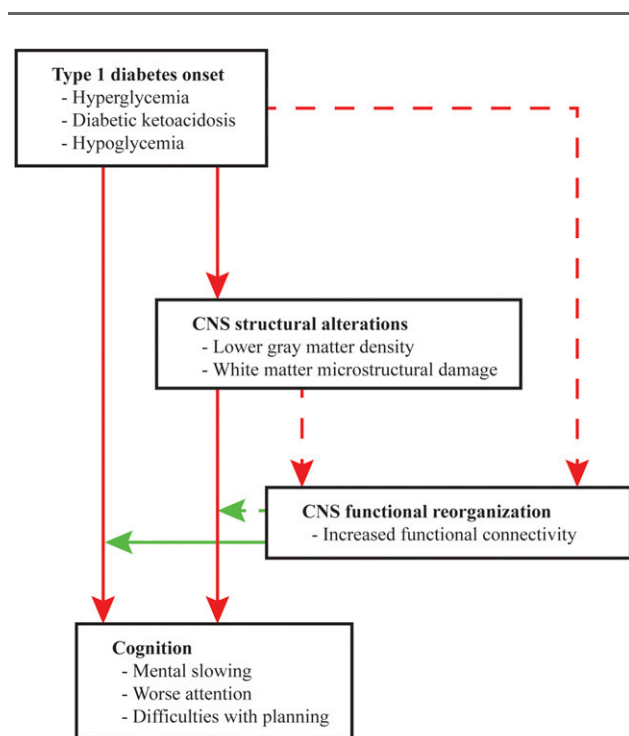 Type 1 diabetes onset
- Hyperglycemia
- Diabetic ketoacidosis
- Hypoglycemia
CNS structural alterations
- Lower gray matter density
- White matter microstructural damage
CNS functional reorganization
- Increased functional connectivity
Cognition
- Mental slowing
- Worse attention
- Difficulties with planning